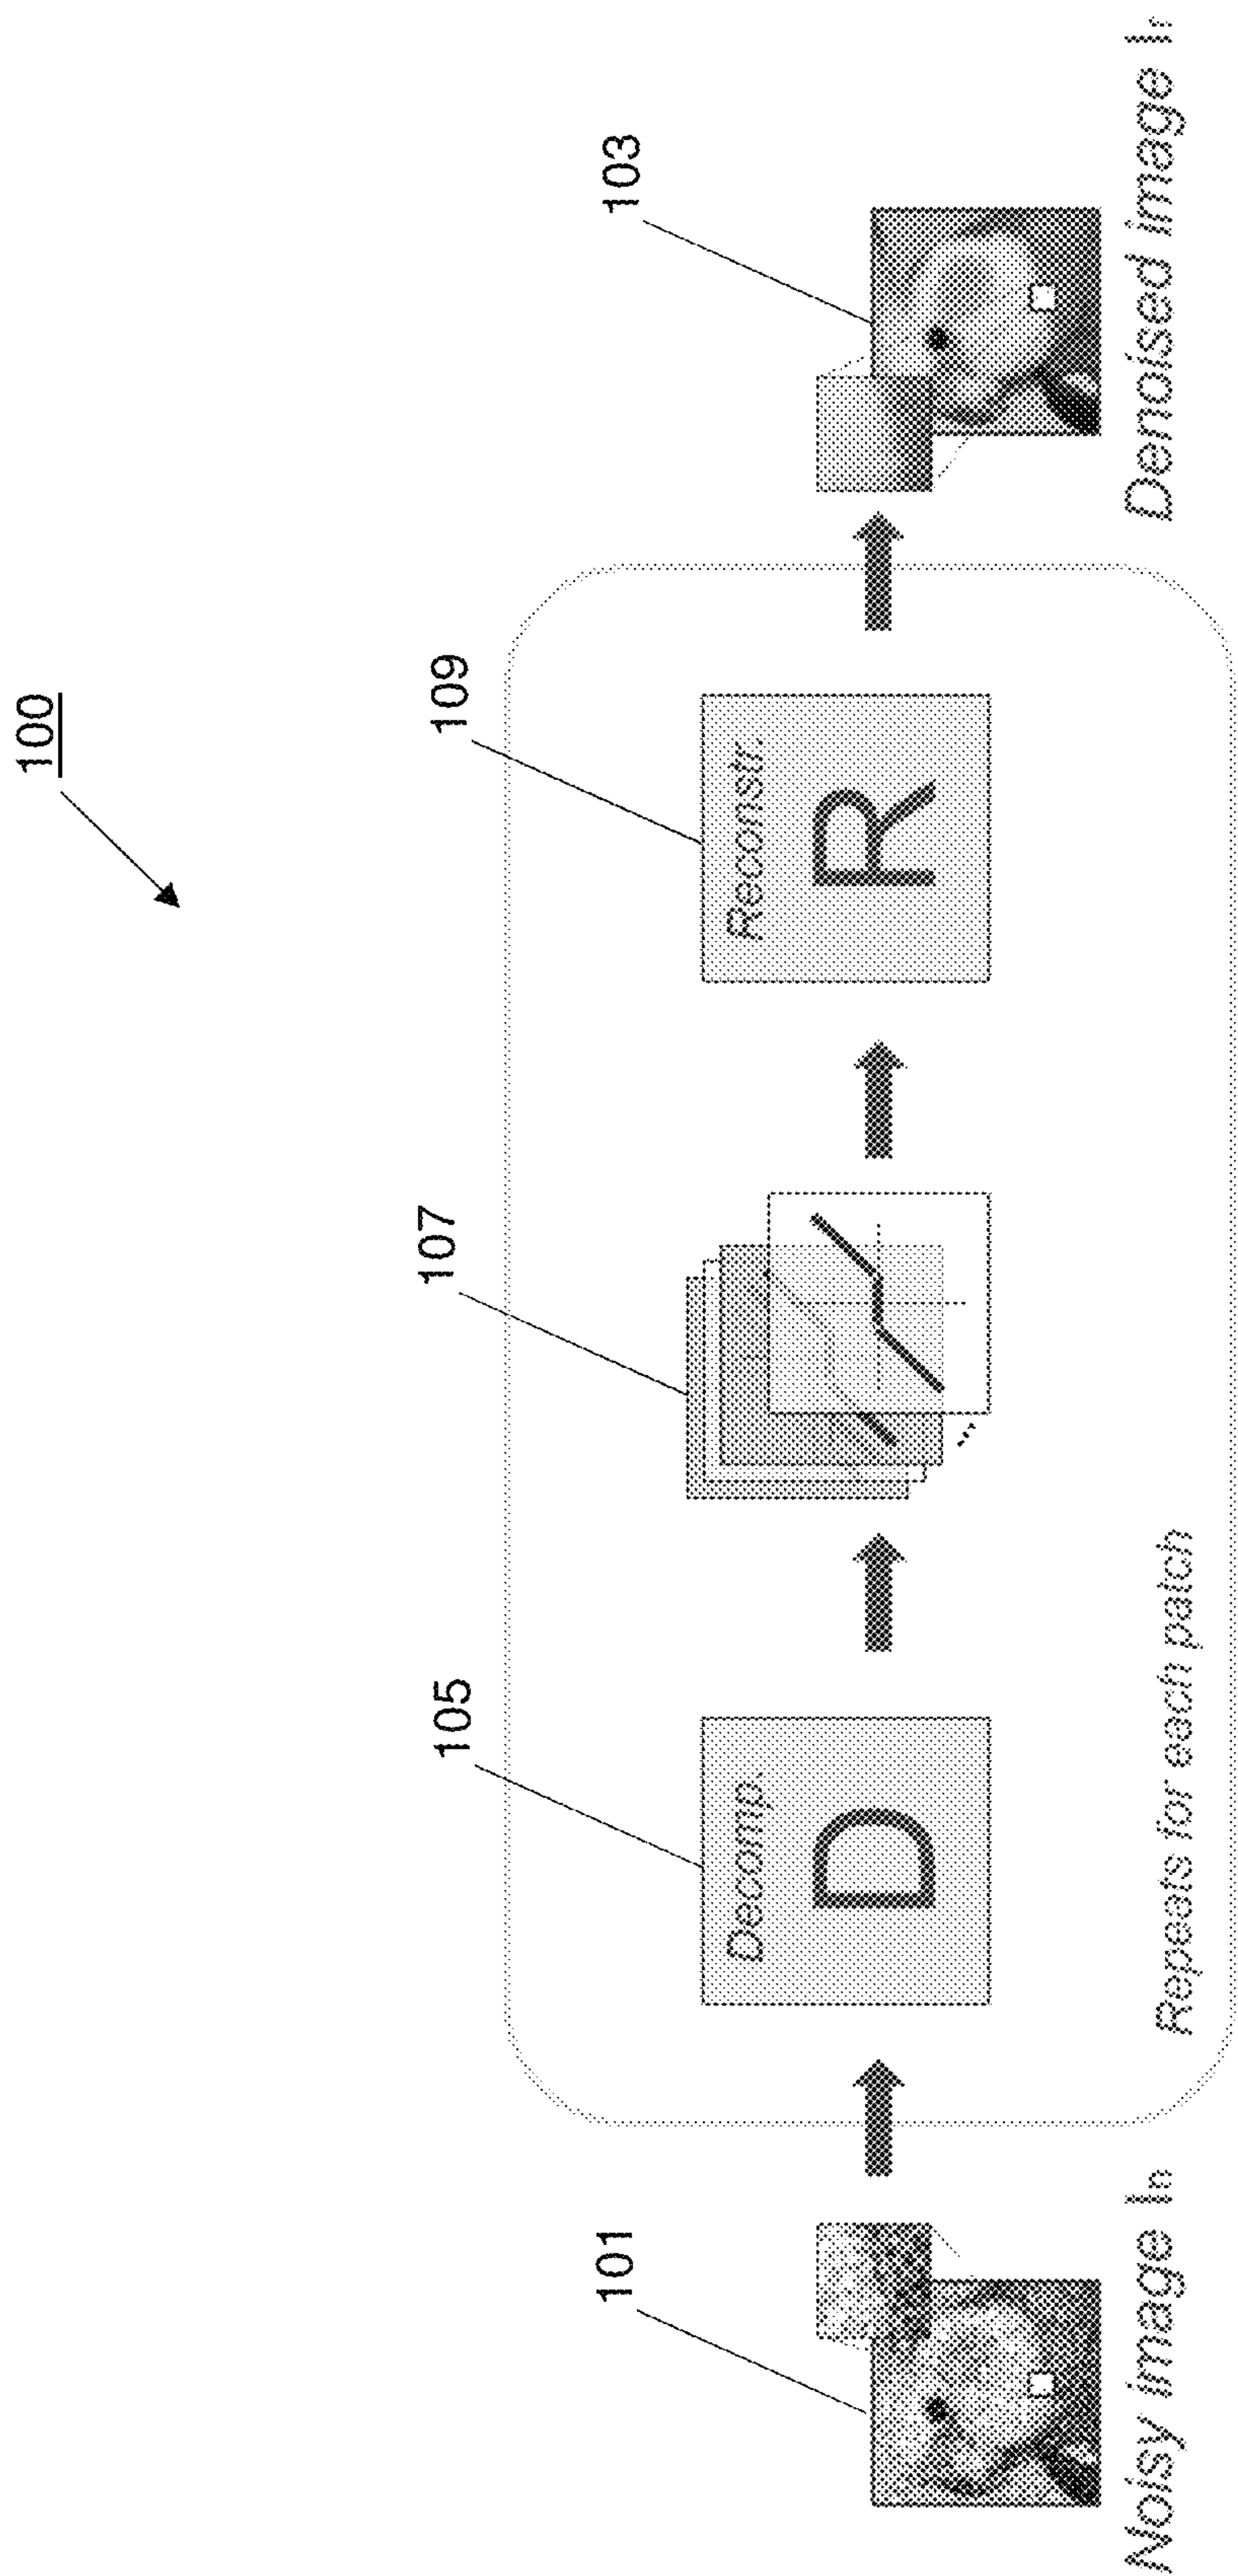 100
101
Noisy image In
105
Decomp.
D
107
109
Reconstr.
R
Repeats for each patch
103
Denoised image Ir